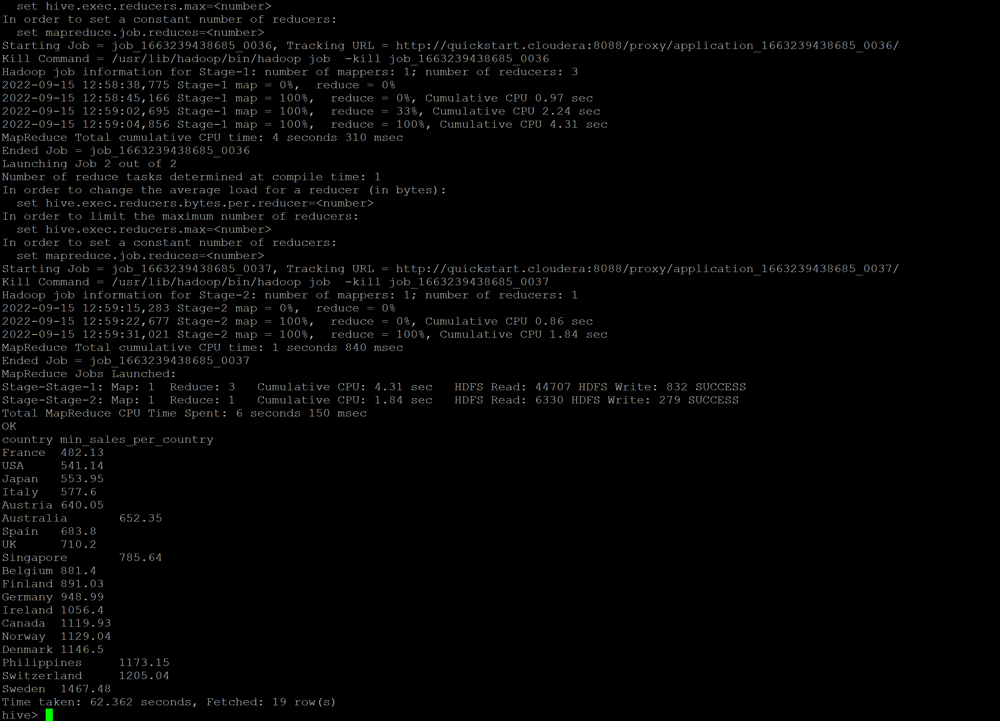 set hive.exec.reducers.max=<number>
In order to set a constant number of reducers:
  set mapreduce.job.reduces=<number>
Starting Job = job_1663239438685_0036, Tracking URL = http://quickstart.cloudera:8088/proxy/application_1663239438685_0036/
Kill Command = /usr/lib/hadoop/bin/hadoop job  -kill job_1663239438685_0036
Hadoop job information for Stage-1: number of mappers: 1; number of reducers: 3
2022-09-15 12:58:38,775 Stage-1 map = 0%,  reduce = 0%
2022-09-15 12:58:45,166 Stage-1 map = 100%,  reduce = 0%, Cumulative CPU 0.97 sec
2022-09-15 12:59:02,695 Stage-1 map = 100%,  reduce = 33%, Cumulative CPU 2.24 sec
2022-09-15 12:59:04,856 Stage-1 map = 100%,  reduce = 100%, Cumulative CPU 4.31 sec
MapReduce Total cumulative CPU time: 4 seconds 310 msec
Ended Job = job_1663239438685_0036
Launching Job 2 out of 2
Number of reduce tasks determined at compile time: 1
In order to change the average load for a reducer (in bytes):
  set hive.exec.reducers.bytes.per.reducer=<number>
In order to limit the maximum number of reducers:
  set hive.exec.reducers.max=<number>
In order to set a constant number of reducers:
  set mapreduce.job.reduces=<number>
Starting Job = job_1663239438685_0037, Tracking URL = http://quickstart.cloudera:8088/proxy/application_1663239438685_0037/
Kill Command = /usr/lib/hadoop/bin/hadoop job  -kill job_1663239438685_0037
Hadoop job information for Stage-2: number of mappers: 1; number of reducers: 1
2022-09-15 12:59:15,283 Stage-2 map = 0%,  reduce = 0%
2022-09-15 12:59:22,677 Stage-2 map = 100%,  reduce = 0%, Cumulative CPU 0.86 sec
2022-09-15 12:59:31,021 Stage-2 map = 100%,  reduce = 100%, Cumulative CPU 1.84 sec
MapReduce Total cumulative CPU time: 1 seconds 840 msec
Ended Job = job_1663239438685_0037
MapReduce Jobs Launched:
Stage-Stage-1: Map: 1  Reduce: 3   Cumulative CPU: 4.31 sec   HDFS Read: 44707 HDFS Write: 832 SUCCESS
Stage-Stage-2: Map: 1  Reduce: 1   Cumulative CPU: 1.84 sec   HDFS Read: 6330 HDFS Write: 279 SUCCESS
Total MapReduce CPU Time Spent: 6 seconds 150 msec
OK
country min_sales_per_country
France  482.13
USA     541.14
Japan   553.95
Italy   577.6
Austria 640.05
Australia       652.35
Spain   683.8
UK      710.2
Singapore       785.64
Belgium 881.4
Finland 891.03
Germany 948.99
Ireland 1056.4
Canada  1119.93
Norway  1129.04
Denmark 1146.5
Philippines     1173.15
Switzerland     1205.04
Sweden  1467.48
Time taken: 62.362 seconds, Fetched: 19 row(s)
hive>